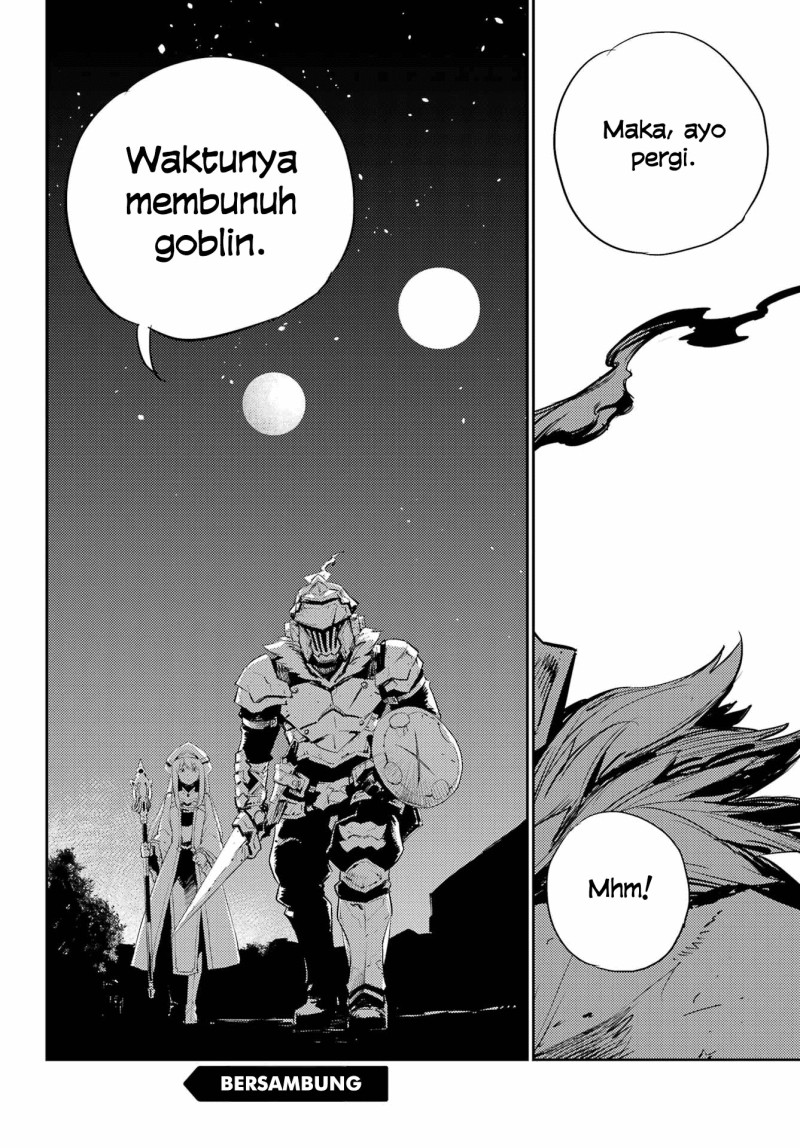 Maka, ayo
pergi.
Mhm!
Waktunya
membunuh
goblin.
BERSAMBUNG